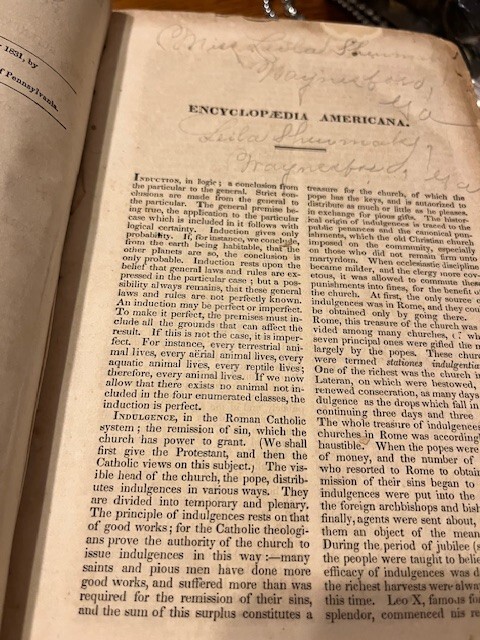 1831, by
of Pennsylvania.
Miss Leila
Waynesboro,
ENCYCLOPÆDIA AMERICANA.
Leila
Waynesboro,
INDUCTION, in logic; a conclusion from
the particular to the general. Strict con-
clusions are made from the general to
the particular. The general premise be-
ing true, the application to the particular
case which is included in it follows with
logical certainty. Induction gives only
probability. If, for instance, we conclude,
from the earth being habitable, that the
other planets are so, the conclusion is
only probable. Induction rests upon the
belief that general laws and rules are ex-
pressed in the particular case; but a pos-
sibility always remains, that these general
laws and rules are not perfectly known.
An induction may be perfect or imperfect.
To make it perfect, the premises must in-
clude all the grounds that can affect the
result. If this is not the case, it is imper-
fect. For instance, every terrestrial ani-
mal lives, every aërial animal lives, every
aquatic animal lives, every reptile lives;
therefore, every animal lives. If we now
allow that there exists no animal not in-
cluded in the four enumerated classes, the
induction is perfect.
INDULGENCE, in the Roman Catholic
system; the remission of sin, which the
church has power to grant. (We shall
first give the Protestant, and then the
Catholic views on this subject.) The vis-
ible head of the church, the pope, distrib-
utes indulgences in various ways. They
are divided into temporary and plenary.
The principle of indulgences rests on that
of good works; for the Catholic theologi-
ans prove the authority of the church to
issue indulgences in this way:—many
saints and pious men have done more
good works, and suffered more than was
required for the remission of their sins,
and the sum of this surplus constitutes a
treasure for the church, of which the
pope has the keys, and is authorized to
distribute as much or little as he pleases,
in exchange for pious gifts. The histor-
ical origin of indulgences is traced to the
public penances and the canonical pun-
ishments, which the old Christian church
imposed on the community, especially
on those who did not remain firm unto
martyrdom. When ecclesiastic discipline
became milder, and the clergy more cov-
etous, it was allowed to commute these
punishments into fines, for the benefit of
the church. At first, the only source of
indulgences was in Rome, and they could
be obtained only by going there.
Rome, this treasure of the church was
vided among many churches, of wh
seven principal ones were gifted the m
largely by the popes. These churc
were termed stationes indulgentia
One of the richest was the church in
Lateran, on which were bestowed,
renewed consecration, as many days
dulgence as the drops which fall in
continuing three days and three
The whole treasure of indulgences
churches in Rome was accordingl
haustible. When the popes were
of money, and the number of
who resorted to Rome to obtain
mission of their sins began to
indulgences were put into the
the foreign archbishops and bish
finally, agents were sent about,
them an object of the mean
During the period of jubilee (s
the people were taught to belie
efficacy of indulgences was d
the richest harvests were alwa
this time. Leo X, famous for
splendor, commenced his re